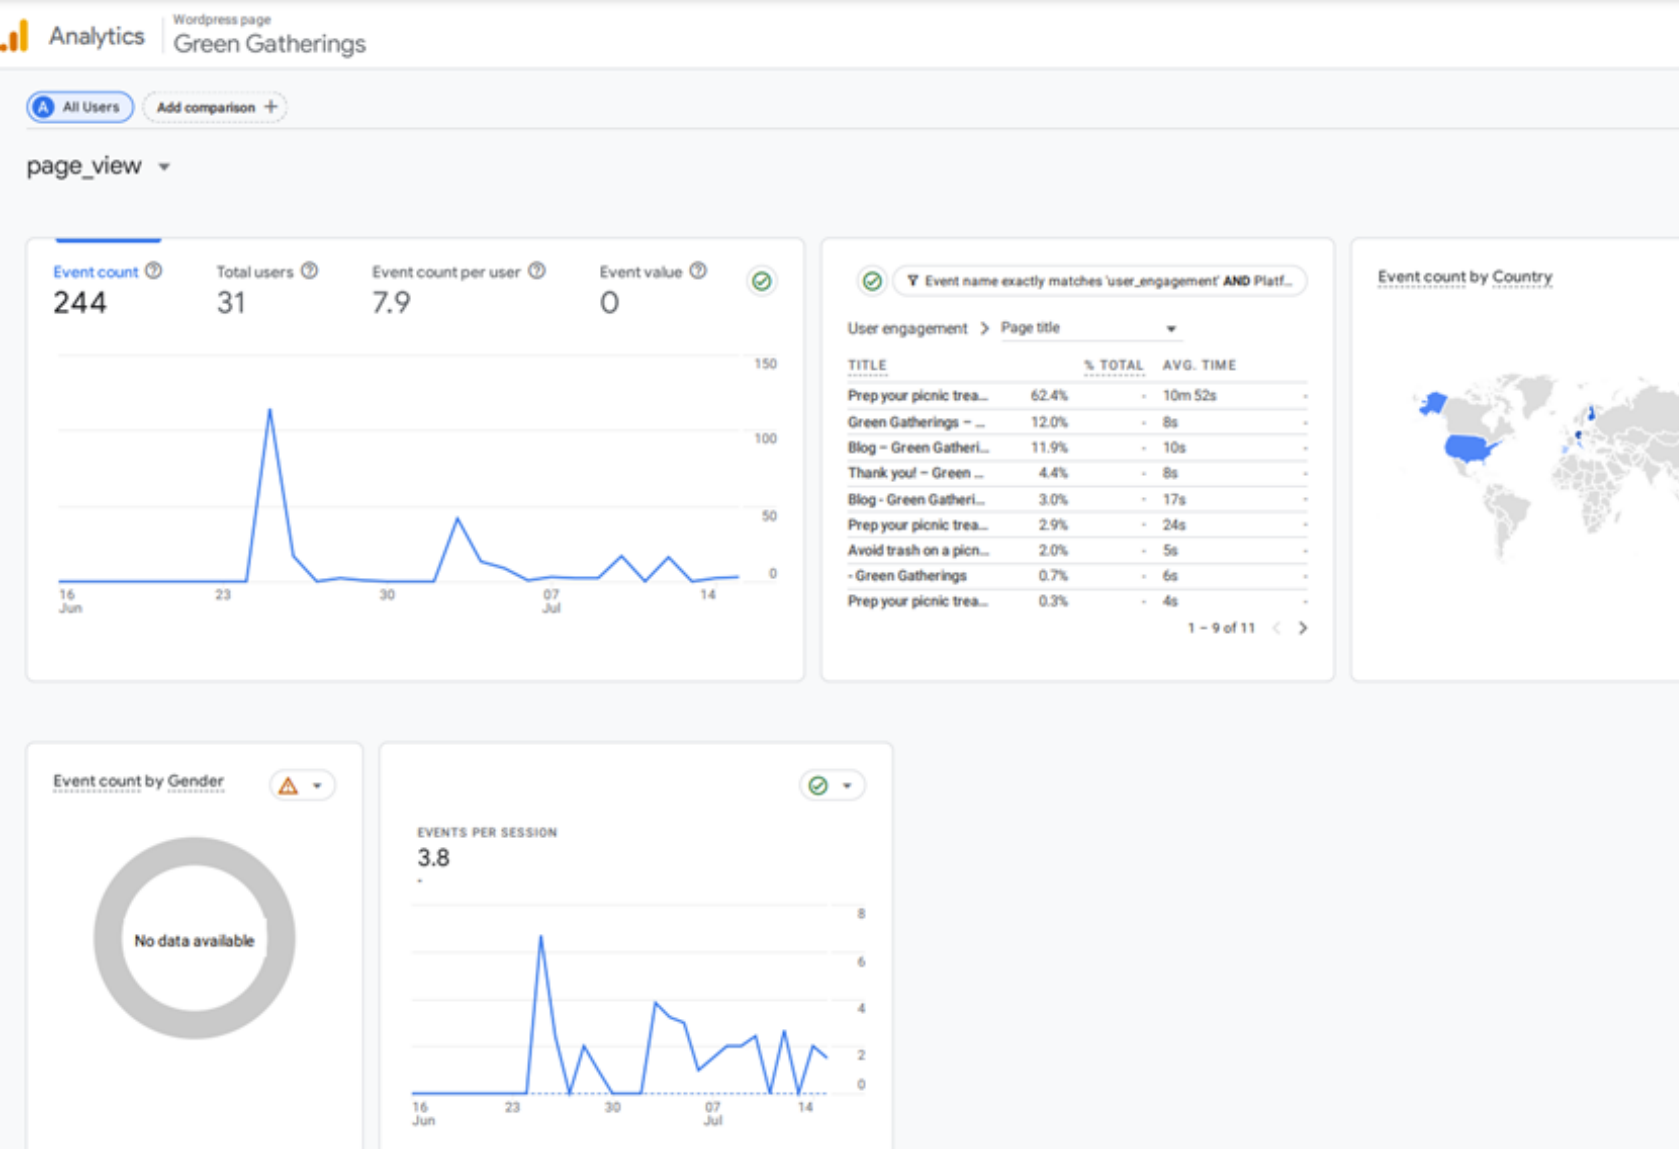 Wordpress page
Analytics
Green Gatherings
A All Users
Add comparison +
page_view
Event count
244
Total users
31
Event count per user
7.9
Event value
0
150
100
50
0
16 Jun
23
30
07 Jul
14
Event name exactly matches 'user_engagement' AND Platf...
User engagement > Page title
TITLE % TOTAL AVG. TIME
Prep your picnic trea... 62.4% - 10m 52s -
Green Gatherings – ... 12.0% - 8s -
Blog – Green Gatheri... 11.9% - 10s -
Thank you! – Green ... 4.4% - 8s -
Blog - Green Gatheri... 3.0% - 17s -
Prep your picnic trea... 2.9% - 24s -
Avoid trash on a picn... 2.0% - 5s -
- Green Gatherings 0.7% - 6s -
Prep your picnic trea... 0.3% - 4s -
1 – 9 of 11 < >
Event count by Country
Event count by Gender
No data available
EVENTS PER SESSION
3.8
-
8
6
4
2
0
16 Jun
23
30
07 Jul
14